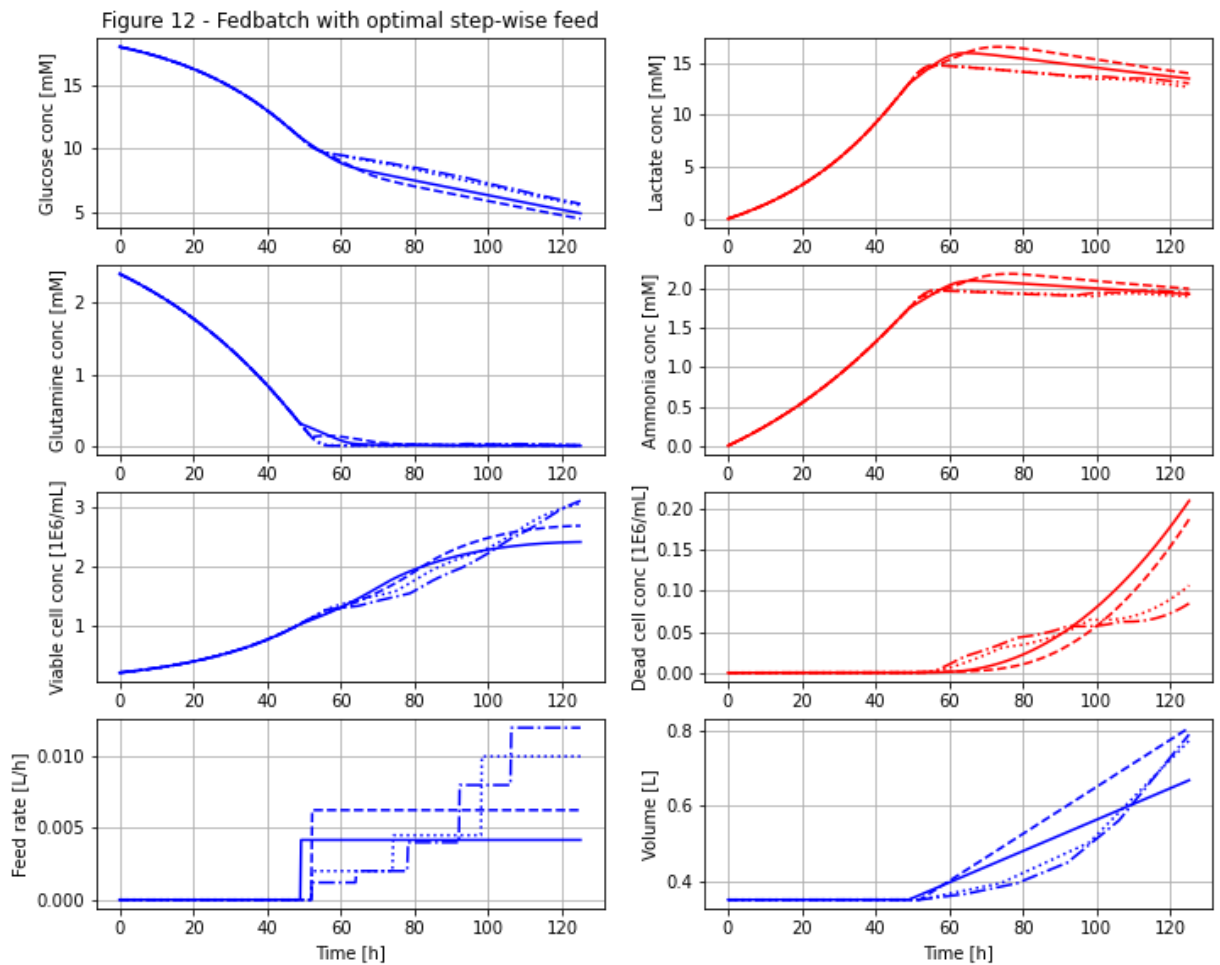 Figure 12 - Fedbatch with optimal step-wise feed
Glucose conc [mM]
15
10
5
0 20 40 60 80 100 120
Lactate conc [mM]
15
10
5
0
0 20 40 60 80 100 120
Glutamine conc [mM]
2
1
0
0 20 40 60 80 100 120
Ammonia conc [mM]
2.0
1.5
1.0
0.5
0.0
0 20 40 60 80 100 120
Viable cell conc [1E6/mL]
3
2
1
0 20 40 60 80 100 120
Dead cell conc [1E6/mL]
0.20
0.15
0.10
0.05
0.00
0 20 40 60 80 100 120
Feed rate [L/h]
0.010
0.005
0.000
0 20 40 60 80 100 120
Time [h]
Volume [L]
0.8
0.6
0.4
0 20 40 60 80 100 120
Time [h]